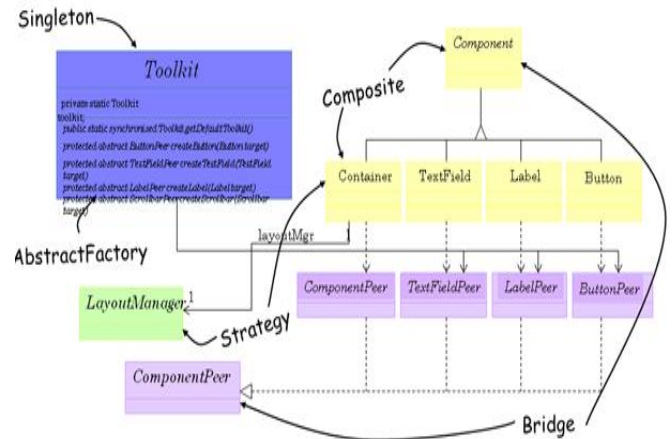 Singleton
Toolkit
private static Toolkit
toolkit;
public static synchronised Toolkit getDefaultToolkit()
protected abstract ButtonPeer createButton(Button target)
protected abstract TextFieldPeer createTextField(TextField
target)
protected abstract LabelPeer createLabel(Label target)
protected abstract ScrollbarPeer createScrollbar(Scrollbar
target)
AbstractFactory
Component
Composite
Container
TextField
Label
Button
layoutMgr
1
LayoutManager
1
Strategy
ComponentPeer
TextFieldPeer
LabelPeer
ButtonPeer
ComponentPeer
Bridge